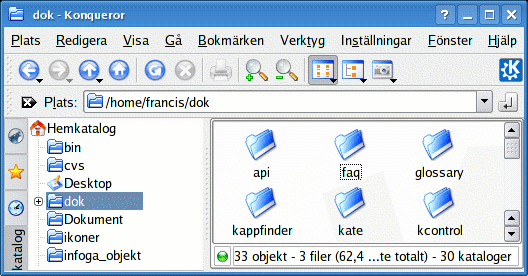 dok - Konqueror
Plats Redigera Visa Gå Bokmärken Verktyg Inställningar Fönster Hjälp
Plats: /home/francis/dok
Hemkatalog
bin
cvs
Desktop
dok
Dokument
ikoner
infoga_objekt
katalog
api faq glossary
kappfinder kate kcontrol
33 objekt - 3 filer (62,4 ...te totalt) - 30 kataloger